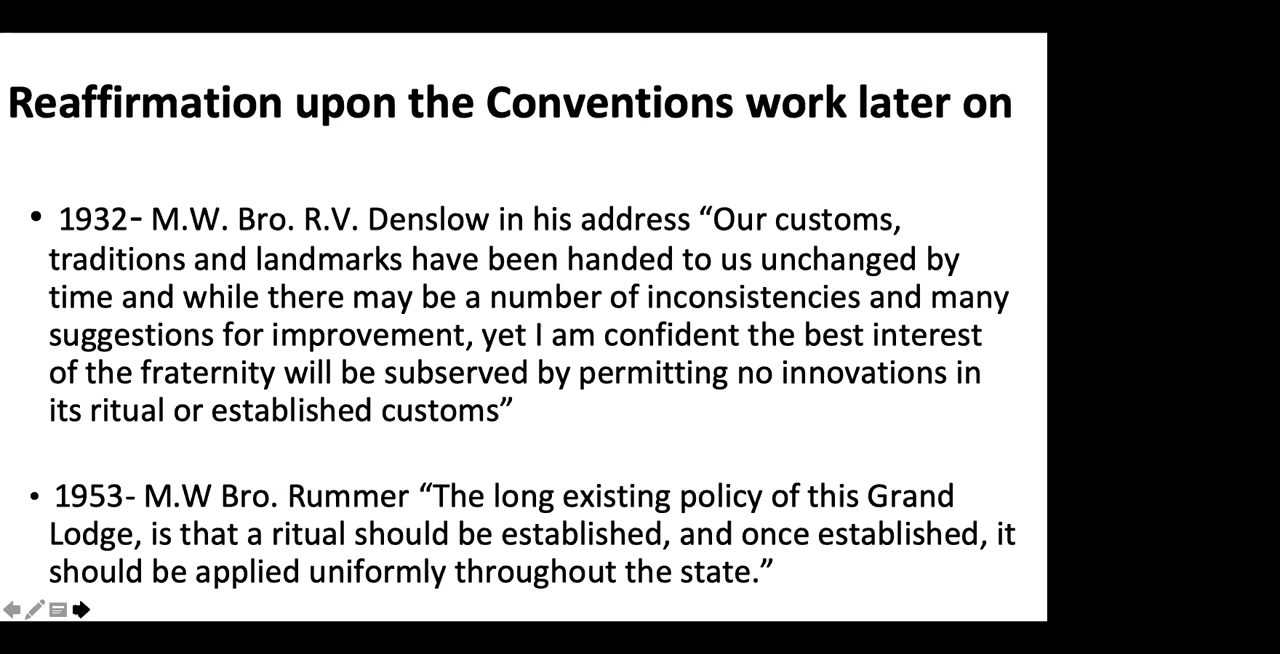 Reaffirmation upon the Conventions work later on
• 1932- M.W. Bro. R.V. Denslow in his address “Our customs,
traditions and landmarks have been handed to us unchanged by
time and while there may be a number of inconsistencies and many
suggestions for improvement, yet I am confident the best interest
of the fraternity will be subserved by permitting no innovations in
its ritual or established customs”
• 1953- M.W Bro. Rummer “The long existing policy of this Grand
Lodge, is that a ritual should be established, and once established, it
should be applied uniformly throughout the state.”